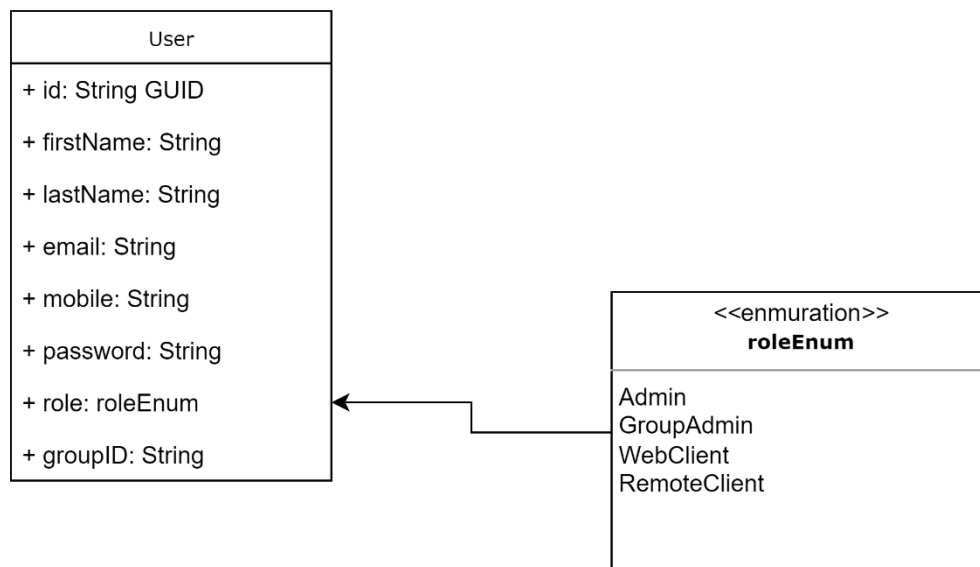 User
+ id: String GUID
+ firstName: String
+ lastName: String
+ email: String
+ mobile: String
+ password: String
+ role: roleEnum
+ groupID: String
<<enmuration>>
roleEnum
Admin
GroupAdmin
WebClient
RemoteClient